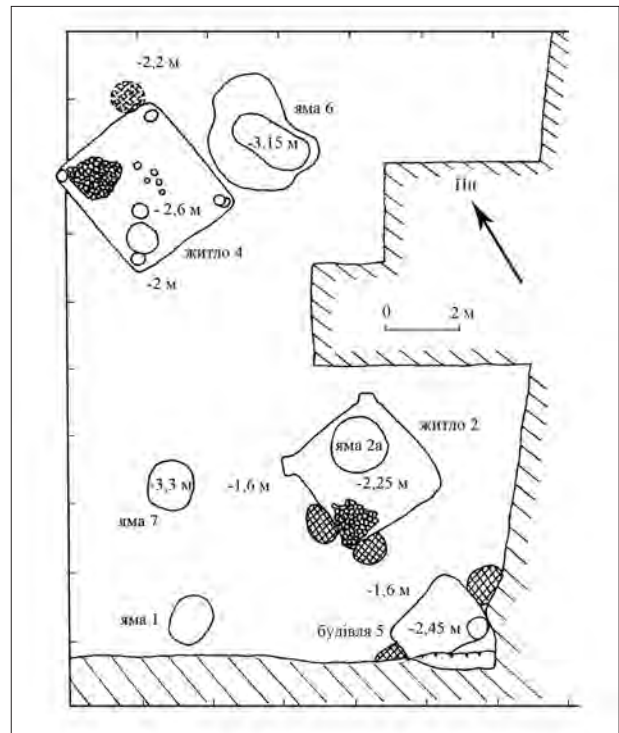 -2,2 м
яма 6
-3,15 м
Пн
-2,6 м
житло 4
-2 м
0 2 м
житло 2
яма 2а
-2,25 м
-3,3 м
-1,6 м
яма 7
-1,6 м
яма 1
будівля 5
-2,45 м